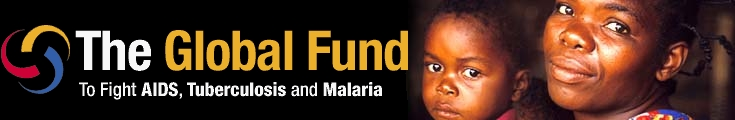 The Global Fund
To Fight AIDS, Tuberculosis and Malaria